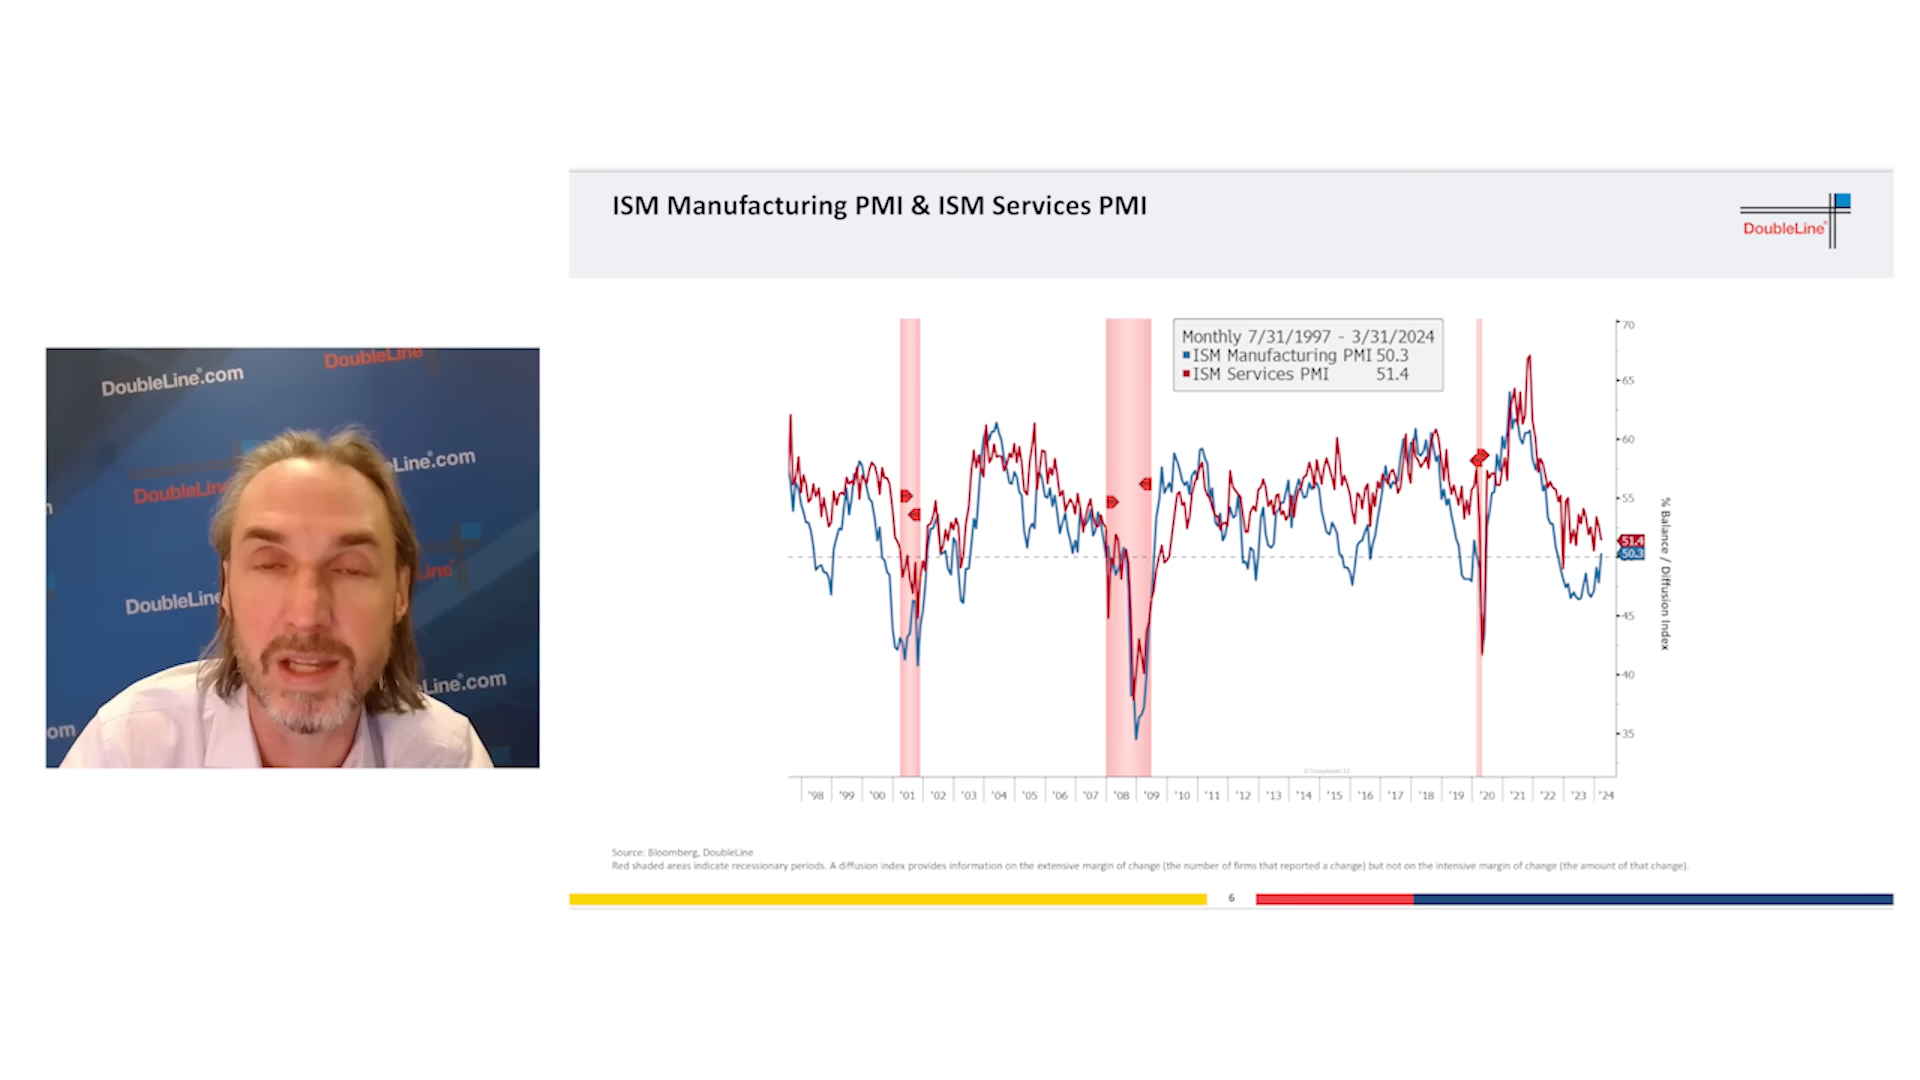 ISM Manufacturing PMI & ISM Services PMI
DoubleLine®
DoubleLine
DoubleLine.com
Line.com
DoubleLine
Line
DoubleLine
Line.com
om
Monthly 7/31/1997 - 3/31/2024
ISM Manufacturing PMI 50.3
ISM Services PMI 51.4
70
65
60
55
51.4
50.3
45
40
35
% Balance / Diffusion Index
'98 '99 '00 '01 '02 '03 '04 '05 '06 '07 '08 '09 '10 '11 '12 '13 '14 '15 '16 '17 '18 '19 '20 '21 '22 '23 '24
Source: Bloomberg, DoubleLine
Red shaded areas indicate recessionary periods. A diffusion index provides information on the extensive margin of change (the number of firms that reported a change) but not on the intensive margin of change (the amount of that change).
6